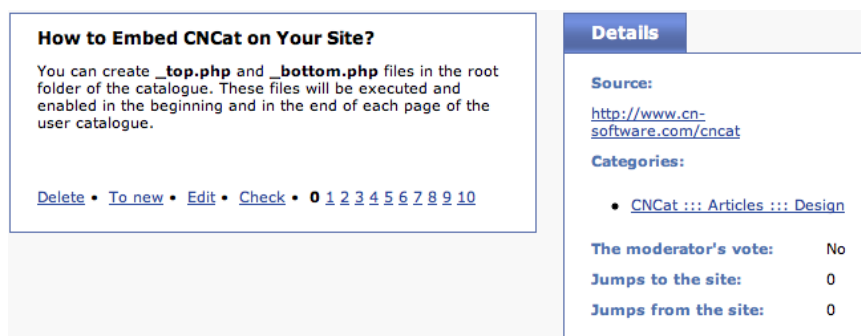 How to Embed CNCat on Your Site?
You can create _top.php and _bottom.php files in the root
folder of the catalogue. These files will be executed and
enabled in the beginning and in the end of each page of the
user catalogue.
Delete • To new • Edit • Check • 0 1 2 3 4 5 6 7 8 9 10
Details
Source:
http://www.cn-
software.com/cncat
Categories:
• CNCat ::: Articles ::: Design
The moderator's vote: No
Jumps to the site: 0
Jumps from the site: 0